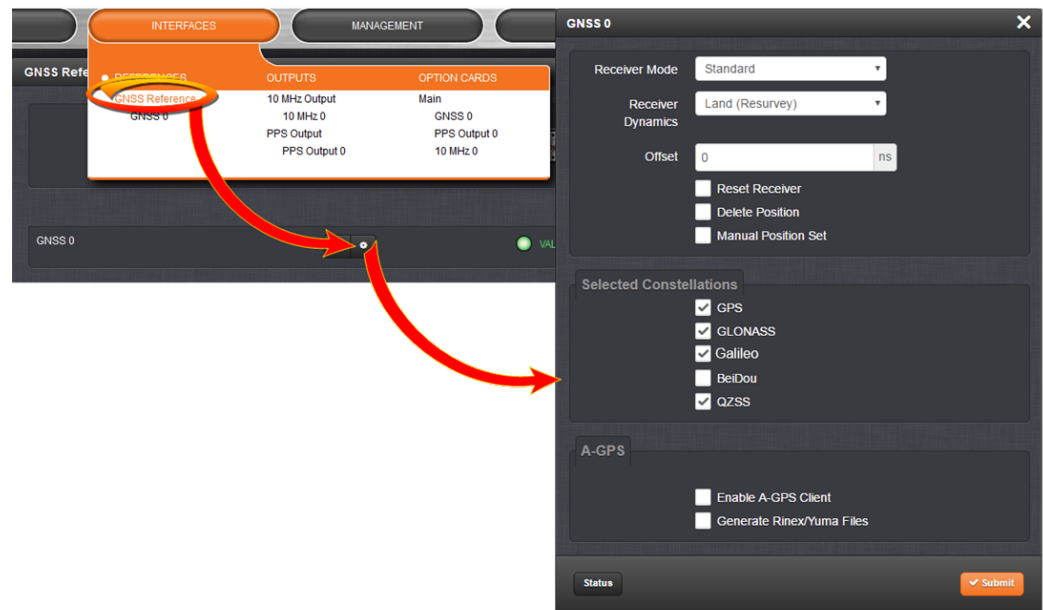 INTERFACES
MANAGEMENT
GNSS Refe
REFERENCES
OUTPUTS
OPTION CARDS
GNSS Reference
10 MHz Output
Main
GNSS 0
10 MHz 0
GNSS 0
PPS Output
PPS Output 0
PPS Output 0
10 MHz 0
GNSS 0
VAL
GNSS 0
Receiver Mode
Standard
Receiver
Dynamics
Land (Resurvey)
Offset
0
ns
Reset Receiver
Delete Position
Manual Position Set
Selected Constellations
GPS
GLONASS
Galileo
BeiDou
QZSS
A-GPS
Enable A-GPS Client
Generate Rinex/Yuma Files
Status
Submit